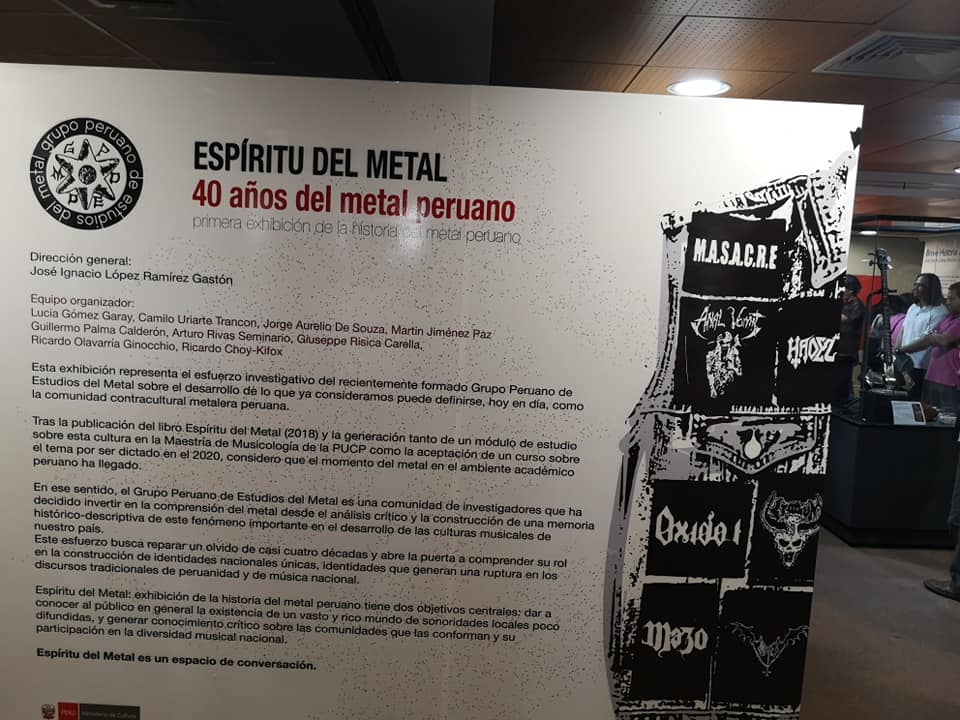 grupo peruano de estudios del metal
GPEDEM
ESPÍRITU DEL METAL
40 años del metal peruano
primera exhibición de la historia del metal peruano
Dirección general:
José Ignacio López Ramírez Gastón
Equipo organizador:
Lucia Gómez Garay, Camilo Uriarte Trancon, Jorge Aurelio De Souza, Martin Jiménez Paz
Guillermo Palma Calderón, Arturo Rivas Seminario, Giuseppe Risica Carella,
Ricardo Olavarría Ginocchio, Ricardo Choy-Kifox
Esta exhibición representa el esfuerzo investigativo del recientemente formado Grupo Peruano de
Estudios del Metal sobre el desarrollo de lo que ya consideramos puede definirse, hoy en día, como
la comunidad contracultural metalera peruana.
Tras la publicación del libro Espíritu del Metal (2018) y la generación tanto de un módulo de estudio
sobre esta cultura en la Maestría de Musicología de la PUCP como la aceptación de un curso sobre
el tema por ser dictado en el 2020, considero que el momento del metal en el ambiente académico
peruano ha llegado.
En ese sentido, el Grupo Peruano de Estudios del Metal es una comunidad de investigadores que ha
decidido invertir en la comprensión del metal desde el análisis crítico y la construcción de una memoria
histórico-descriptiva de este fenómeno importante en el desarrollo de las culturas musicales de
nuestro país.
Este esfuerzo busca reparar un olvido de casi cuatro décadas y abre la puerta a comprender su rol
en la construcción de identidades nacionales únicas, identidades que generan una ruptura en los
discursos tradicionales de peruanidad y de música nacional.
Espíritu del Metal: exhibición de la historia del metal peruano tiene dos objetivos centrales: dar a
conocer al público en general la existencia de un vasto y rico mundo de sonoridades locales poco
difundidas, y generar conocimiento crítico sobre las comunidades que las conforman y su
participación en la diversidad musical nacional.
Espíritu del Metal es un espacio de conversación.
PERÚ Ministerio de Cultura
M.A.S.A.C.R.E
ANAL VOMIT
HADEZ
Oxido 1
Mazo
Breve Historia